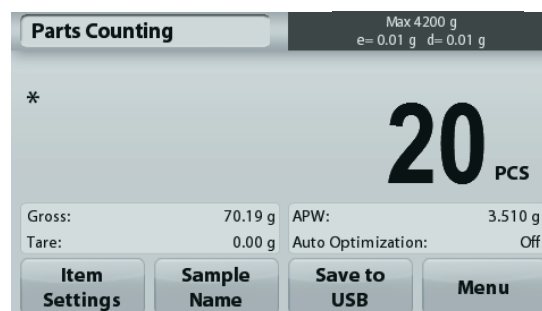 Parts Counting
Max 4200 g
e= 0.01 g d= 0.01 g
*
20 PCS
Gross: 70.19 g APW: 3.510 g
Tare: 0.00 g Auto Optimization: Off
Item Settings Sample Name Save to USB Menu